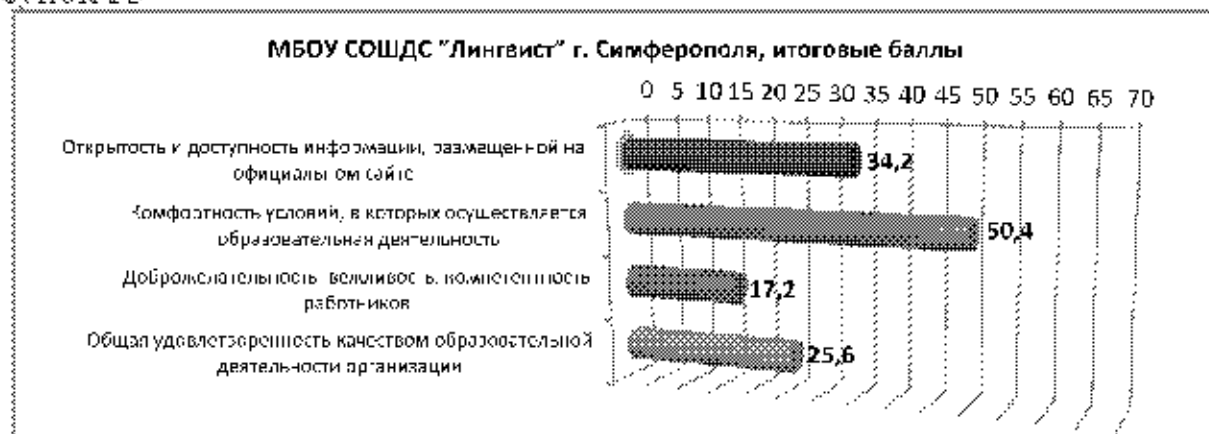 МБОУ СОШДС "Лингвист" г. Симферополя, итоговые баллы
0 5 10 15 20 25 30 35 40 45 50 55 60 65 70
Открытость и доступность информации, размещенной на
официальном сайте
34,2
Комфортность условий, в которых осуществляется
образовательная деятельность
50,4
Доброжелательность, вежливость, компетентность
работников
17,2
Общая удовлетворенность качеством образовательной
деятельности организации
25,6